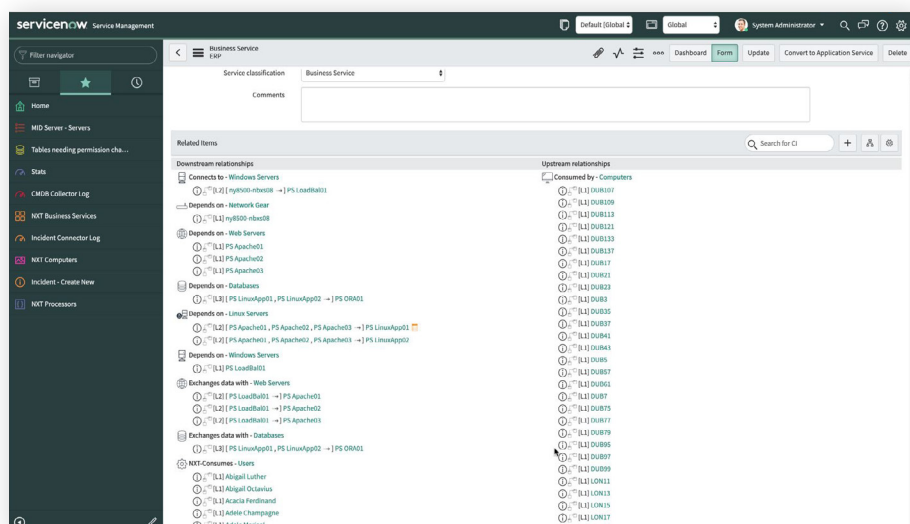 servicenow Service Management
Default [Global
Global
System Administrator
Filter navigator
Home
MID Server - Servers
Tables needing permission cha...
Stats
CMDB Collector Log
NXT Business Services
Incident Connector Log
NXT Computers
Incident - Create New
NXT Processors
Business Service
ERP
Dashboard
Form
Update
Convert to Application Service
Delete
Service classification
Business Service
Comments
Related Items
Search for CI
Downstream relationships
Connects to - Windows Servers
[L2] [ ny8500-nbxs08 → ] PS LoadBal01
Depends on - Network Gear
[L1] ny8500-nbxs08
Depends on - Web Servers
[L1] PS Apache01
[L1] PS Apache02
[L1] PS Apache03
Depends on - Databases
[L3] [ PS LinuxApp01 , PS LinuxApp02 → ] PS ORA01
Depends on - Linux Servers
[L2] [ PS Apache01 , PS Apache02 , PS Apache03 → ] PS LinuxApp01
[L2] [ PS Apache01 , PS Apache02 , PS Apache03 → ] PS LinuxApp02
Depends on - Windows Servers
[L1] PS LoadBal01
Exchanges data with - Web Servers
[L2] [ PS LoadBal01 → ] PS Apache01
[L2] [ PS LoadBal01 → ] PS Apache02
[L2] [ PS LoadBal01 → ] PS Apache03
Exchanges data with - Databases
[L3] [ PS LinuxApp01 , PS LinuxApp02 → ] PS ORA01
NXT-Consumes - Users
[L1] Abigail Luther
[L1] Abigail Octavius
[L1] Acacia Ferdinand
[L1] Adele Champagne
Upstream relationships
Consumed by - Computers
[L1] DUB107
[L1] DUB109
[L1] DUB113
[L1] DUB121
[L1] DUB133
[L1] DUB137
[L1] DUB17
[L1] DUB21
[L1] DUB23
[L1] DUB3
[L1] DUB35
[L1] DUB37
[L1] DUB41
[L1] DUB43
[L1] DUB5
[L1] DUB57
[L1] DUB61
[L1] DUB7
[L1] DUB75
[L1] DUB77
[L1] DUB79
[L1] DUB95
[L1] DUB97
[L1] DUB99
[L1] LON11
[L1] LON13
[L1] LON15
[L1] LON17